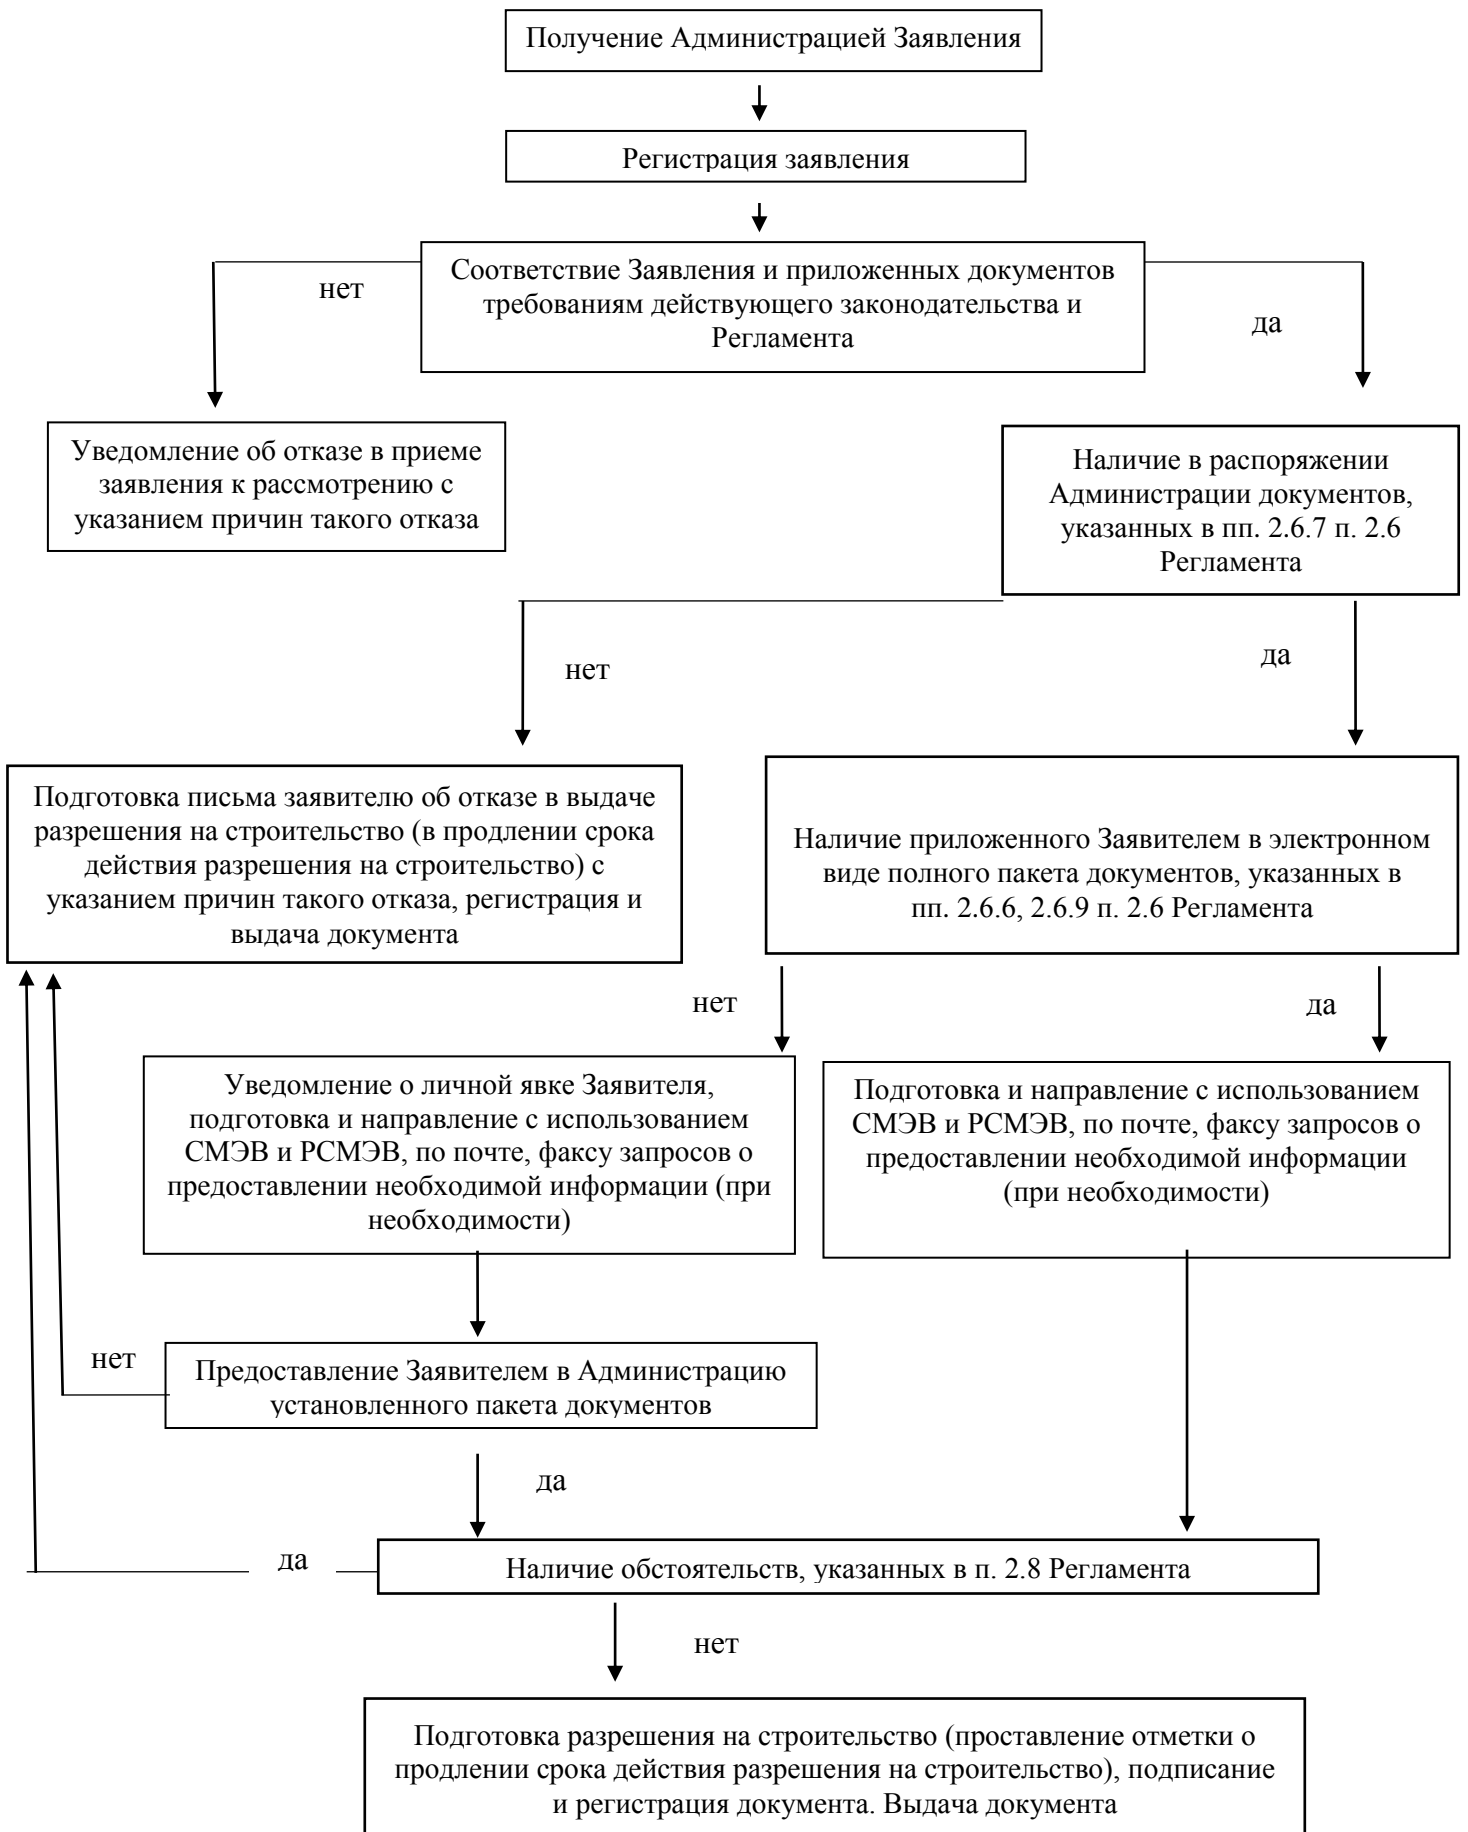 Получение Администрацией Заявления
Регистрация заявления
Соответствие Заявления и приложенных документов
требованиям действующего законодательства и
Регламента
нет
да
Уведомление об отказе в приеме
заявления к рассмотрению с
указанием причин такого отказа
Наличие в распоряжении
Администрации документов,
указанных в пп. 2.6.7 п. 2.6
Регламента
нет
да
Подготовка письма заявителю об отказе в выдаче
разрешения на строительство (в продлении срока
действия разрешения на строительство) с
указанием причин такого отказа, регистрация и
выдача документа
Наличие приложенного Заявителем в электронном
виде полного пакета документов, указанных в
пп. 2.6.6, 2.6.9 п. 2.6 Регламента
нет
да
Уведомление о личной явке Заявителя,
подготовка и направление с использованием
СМЭВ и РСМЭВ, по почте, факсу запросов о
предоставлении необходимой информации (при
необходимости)
Подготовка и направление с использованием
СМЭВ и РСМЭВ, по почте, факсу запросов о
предоставлении необходимой информации
(при необходимости)
нет
Предоставление Заявителем в Администрацию
установленного пакета документов
да
да
Наличие обстоятельств, указанных в п. 2.8 Регламента
нет
Подготовка разрешения на строительство (проставление отметки о
продлении срока действия разрешения на строительство), подписание
и регистрация документа. Выдача документа